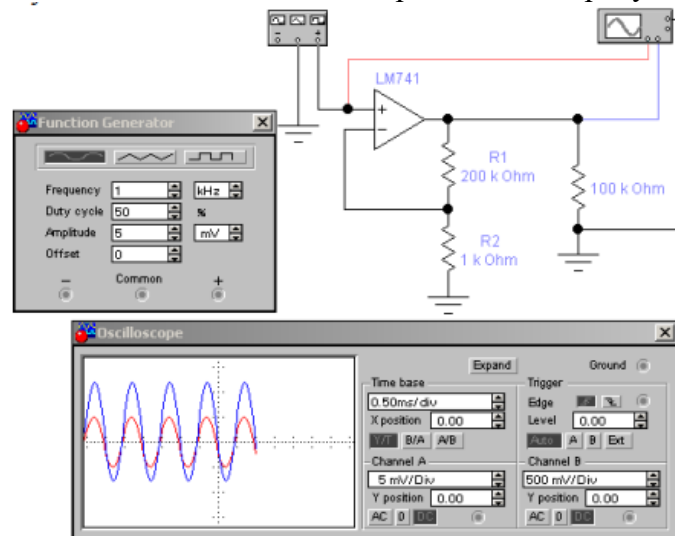 LM741
R1
200 k Ohm
100 k Ohm
R2
1 k Ohm
Function Generator
Frequency 1 kHz
Duty cycle 50 %
Amplitude 5 mV
Offset 0
− Common +
Oscilloscope
Expand
Ground
Time base
0.50ms/div
X position 0.00
Y/T B/A A/B
Trigger
Edge
Level 0.00
Auto A B Ext
Channel A
5 mV/Div
Y position 0.00
AC 0 DC
Channel B
500 mV/Div
Y position 0.00
AC 0 DC